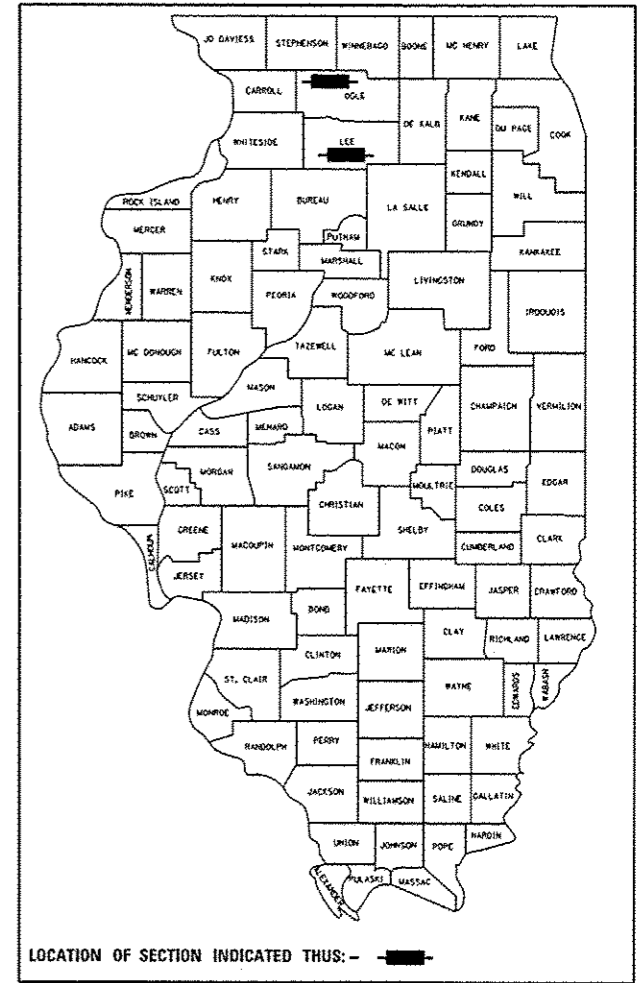 JO DAVIESS STEPHENSON WINNEBAGO BOONE MC HENRY LAKE
CARROLL OGLE
DE KALB KANE COOK
DU PAGE
WHITESIDE LEE
KENDALL WILL
ROCK ISLAND HENRY BUREAU LA SALLE
GRUNDY
MERCER PUTNAM
STARK KANKAKEE
MARSHALL
HENDERSON WARREN KNOX LIVINGSTON
PEORIA WOODFORD
IROQUOIS
HANCOCK MC DONOUGH FULTON TAZEWELL MC LEAN FORD
MASON
SCHUYLER LOGAN DE WITT CHAMPAIGN VERMILION
ADAMS BROWN CASS MENARD PIATT
MACON
MORGAN SANGAMON DOUGLAS
PIKE SCOTT MOULTRIE EDGAR
CHRISTIAN COLES
GREENE SHELBY
CALHOUN MACOUPIN MONTGOMERY CUMBERLAND CLARK
JERSEY
FAYETTE EFFINGHAM JASPER CRAWFORD
MADISON BOND
CLAY RICHLAND LAWRENCE
CLINTON MARION
ST. CLAIR WAYNE EDWARDS WABASH
WASHINGTON JEFFERSON
MONROE
RANDOLPH PERRY HAMILTON WHITE
FRANKLIN
JACKSON WILLIAMSON SALINE GALLATIN
UNION JOHNSON POPE HARDIN
ALEXANDER PULASKI MASSAC
LOCATION OF SECTION INDICATED THUS: -